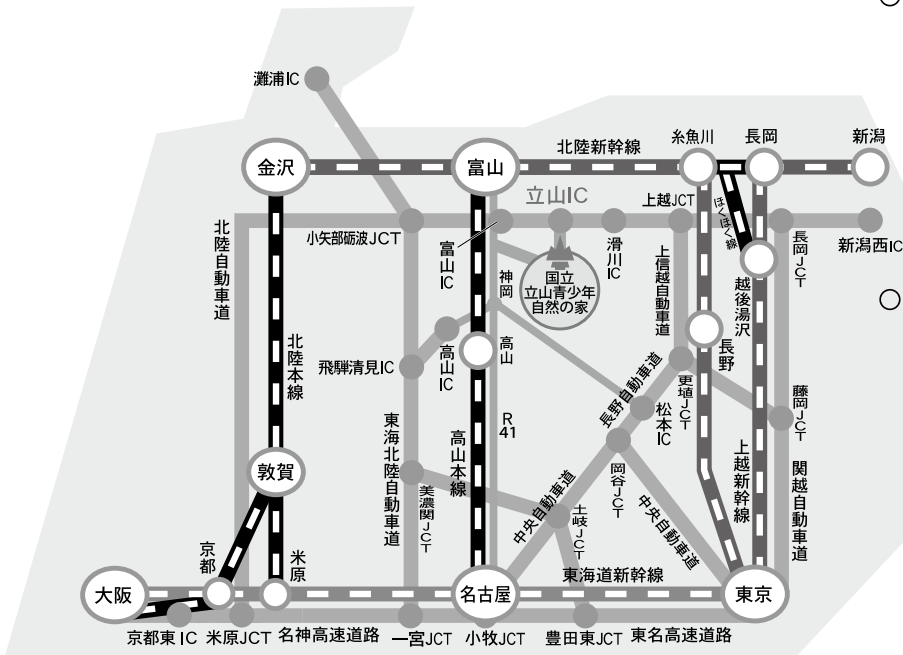 灘浦IC
金沢
富山
北陸新幹線
糸魚川
長岡
新潟
立山IC
上越JCT
ほくほく線
小矢部砺波JCT
富山IC
滑川IC
長岡JCT
新潟西IC
北陸自動車道
神岡
国立
立山青少年
自然の家
上信越自動車道
越後湯沢
北陸本線
飛騨清見IC
高山IC
高山
長野
長野自動車道
更埴JCT
松本IC
藤岡JCT
東海北陸自動車道
R
41
高山本線
岡谷JCT
上越新幹線
関越自動車道
敦賀
美濃関JCT
中央自動車道
土岐JCT
中央自動車道
京都
米原
大阪
名古屋
東海道新幹線
東京
京都東IC
米原JCT
名神高速道路
一宮JCT
小牧JCT
豊田東JCT
東名高速道路